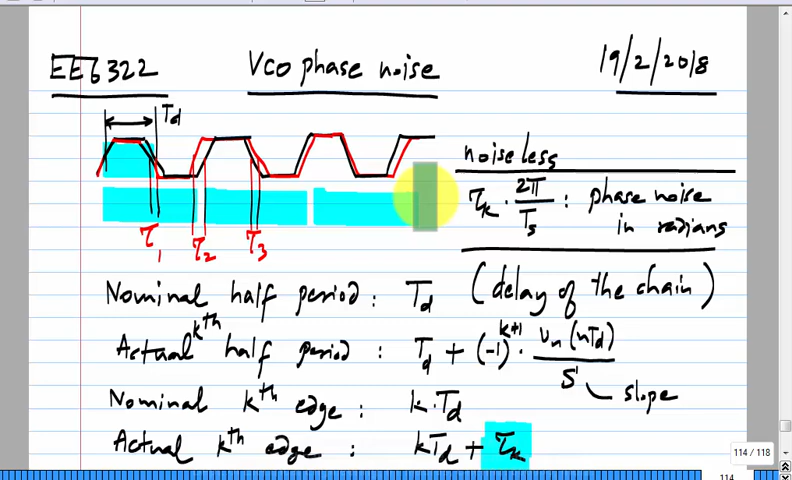 EE6322 VCO phase noise 19/2/2018
Td
noiseless
τk · 2π/Ts : phase noise in radians
τ1 τ2 τ3
Nominal half period : Td (delay of the chain)
Actual kth half period : Td + (-1)^k+1 · Un(nTd)/S
slope
Nominal kth edge : k·Td
Actual kth edge : kTd + τk
114 / 118
114